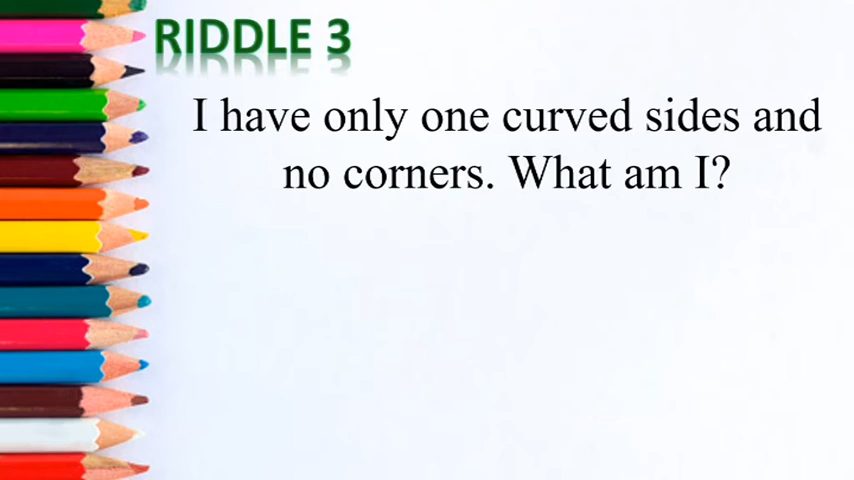 RIDDLE 3
I have only one curved sides and
no corners. What am I?